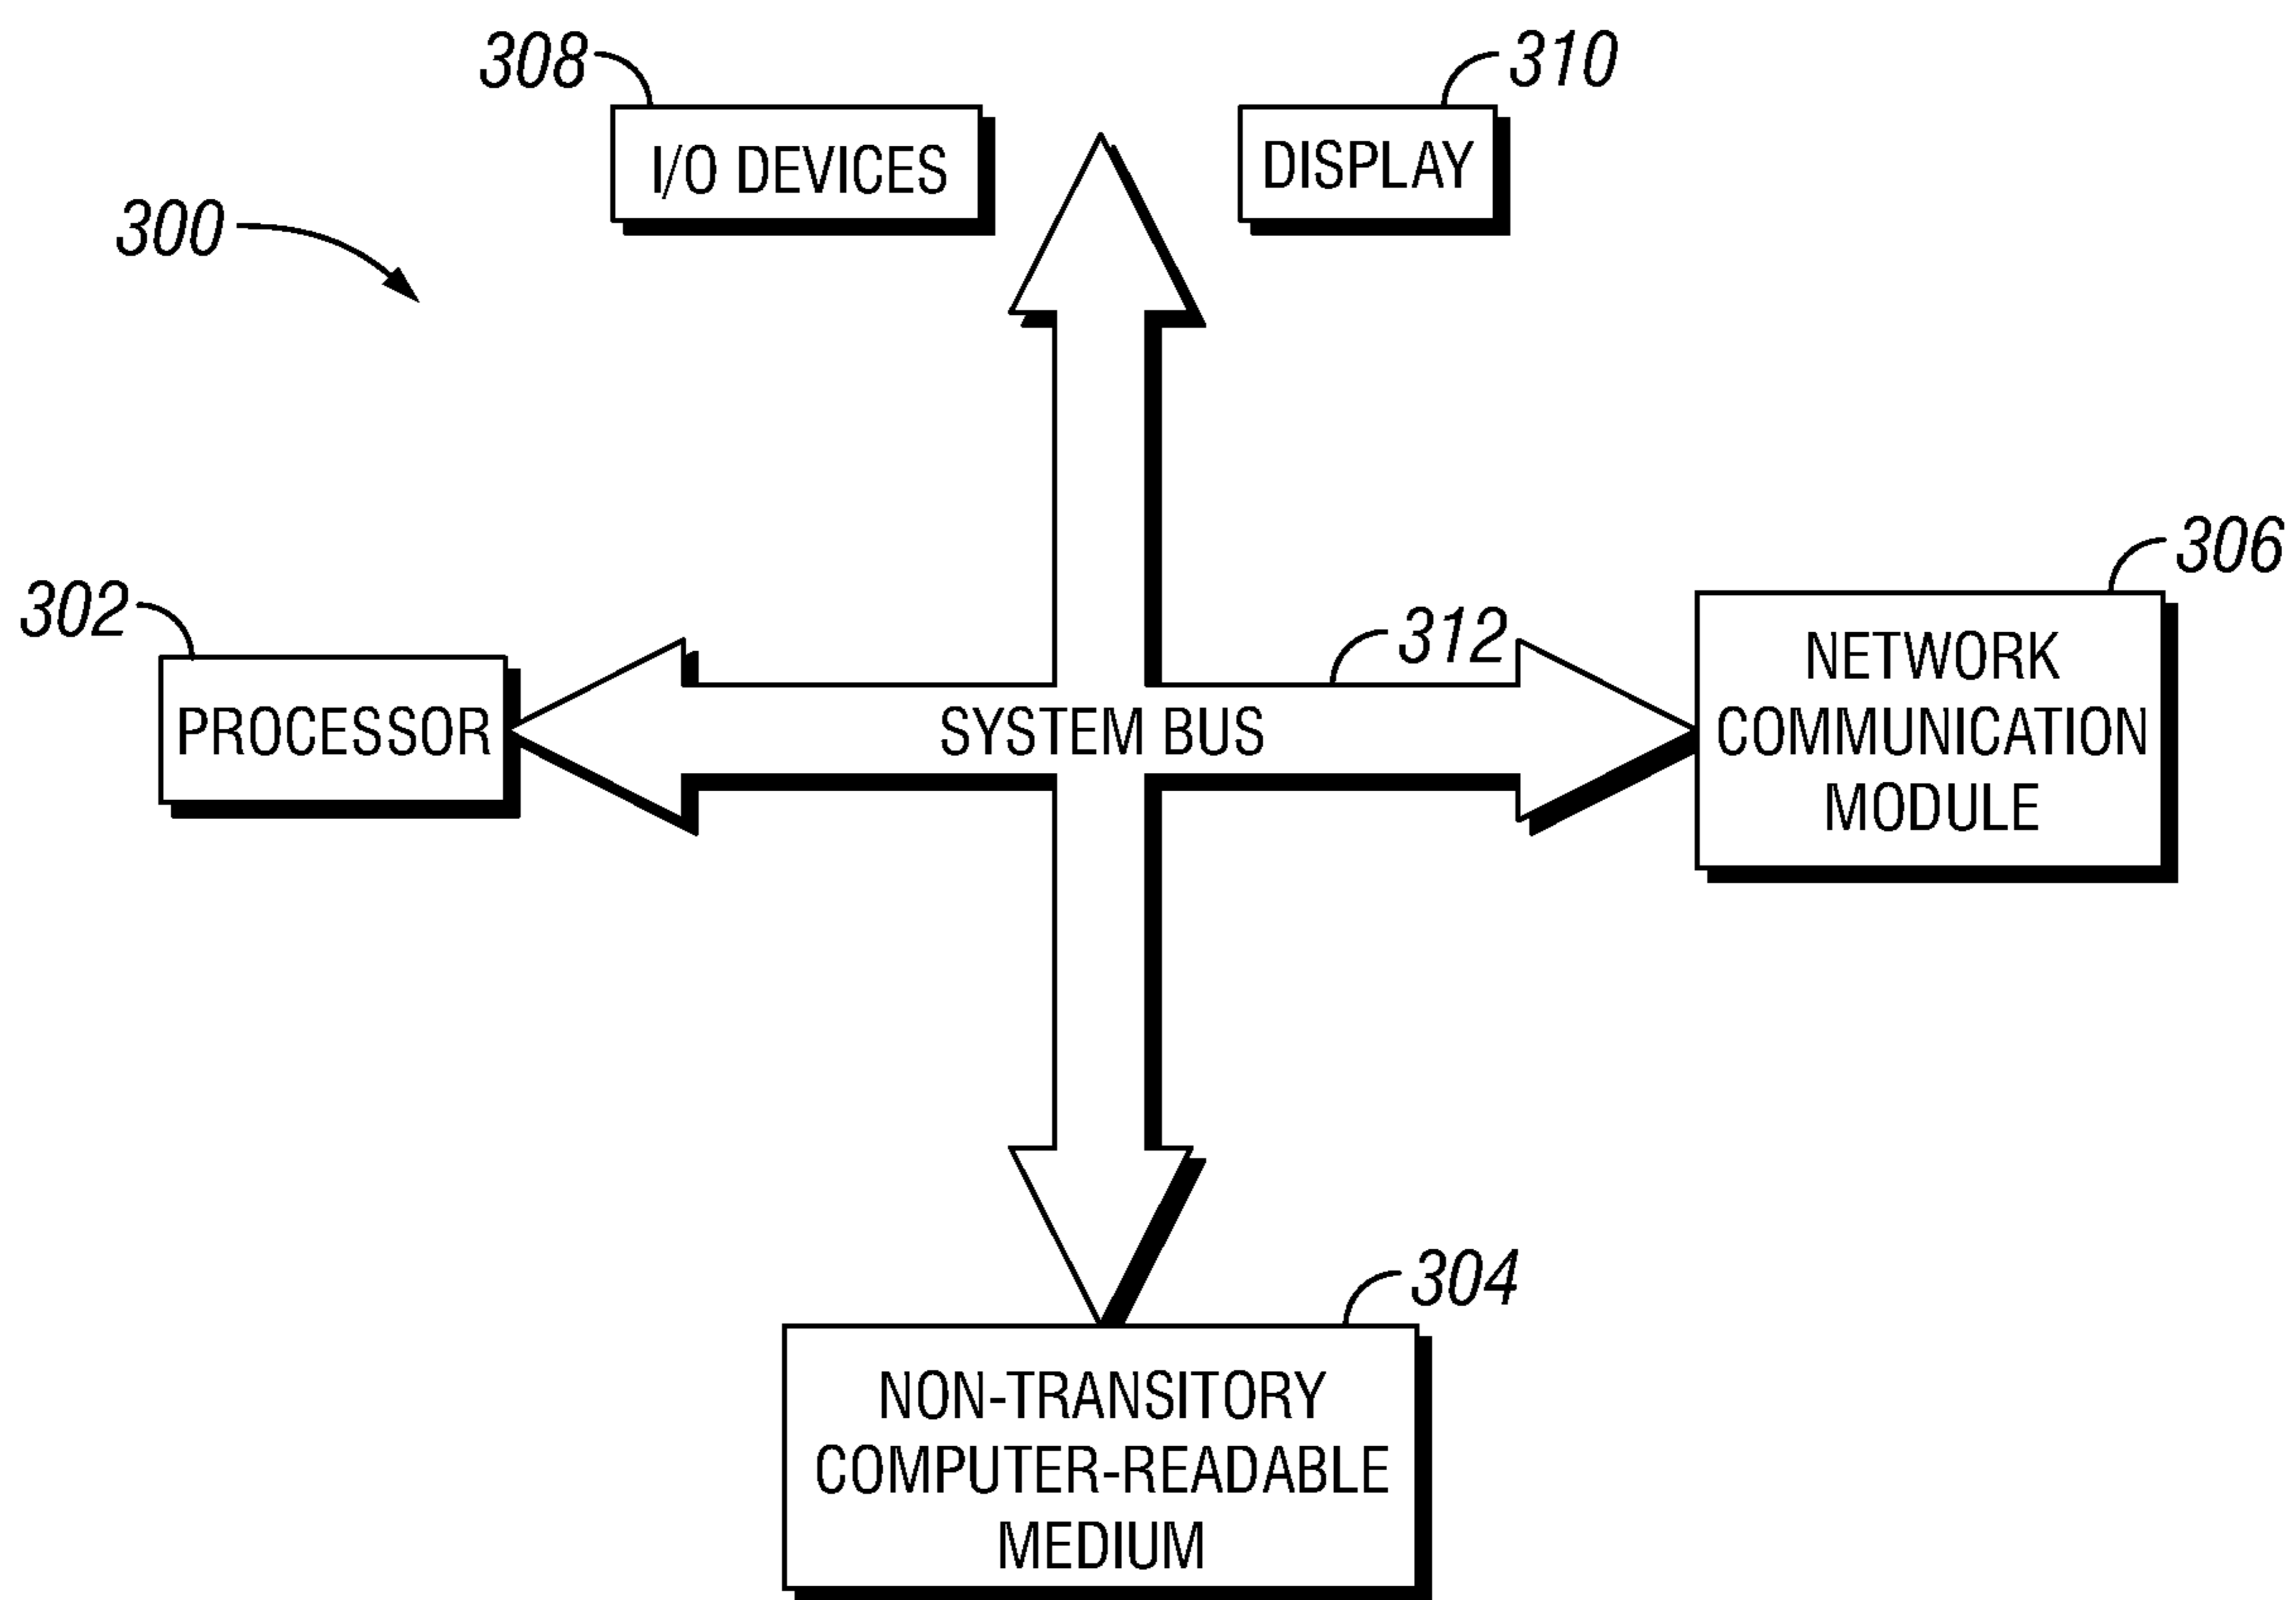 308
310
I/O DEVICES
DISPLAY
300
306
302
312
NETWORK
COMMUNICATION
MODULE
PROCESSOR
SYSTEM BUS
304
NON-TRANSITORY
COMPUTER-READABLE
MEDIUM